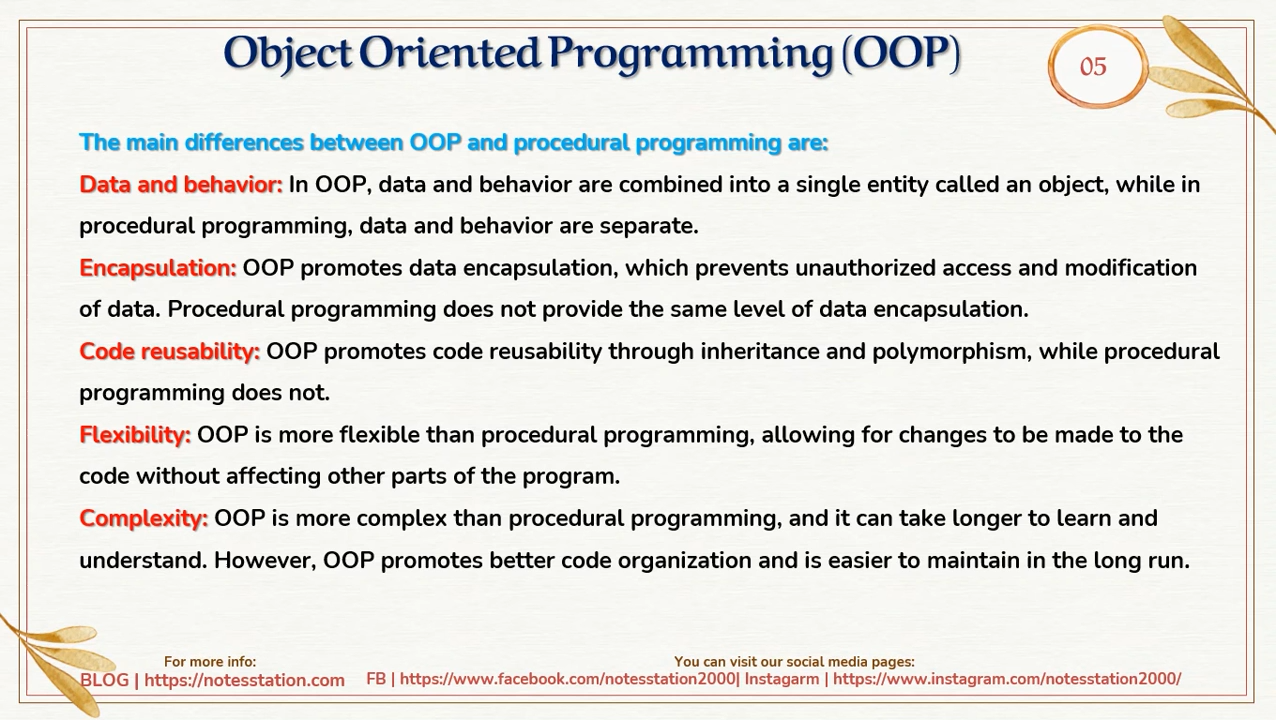 Object Oriented Programming (OOP)
05
The main differences between OOP and procedural programming are:
Data and behavior: In OOP, data and behavior are combined into a single entity called an object, while in
procedural programming, data and behavior are separate.
Encapsulation: OOP promotes data encapsulation, which prevents unauthorized access and modification
of data. Procedural programming does not provide the same level of data encapsulation.
Code reusability: OOP promotes code reusability through inheritance and polymorphism, while procedural
programming does not.
Flexibility: OOP is more flexible than procedural programming, allowing for changes to be made to the
code without affecting other parts of the program.
Complexity: OOP is more complex than procedural programming, and it can take longer to learn and
understand. However, OOP promotes better code organization and is easier to maintain in the long run.
For more info:
BLOG | https://notesstation.com
You can visit our social media pages:
FB | https://www.facebook.com/notesstation2000| Instagarm | https://www.instagram.com/notesstation2000/